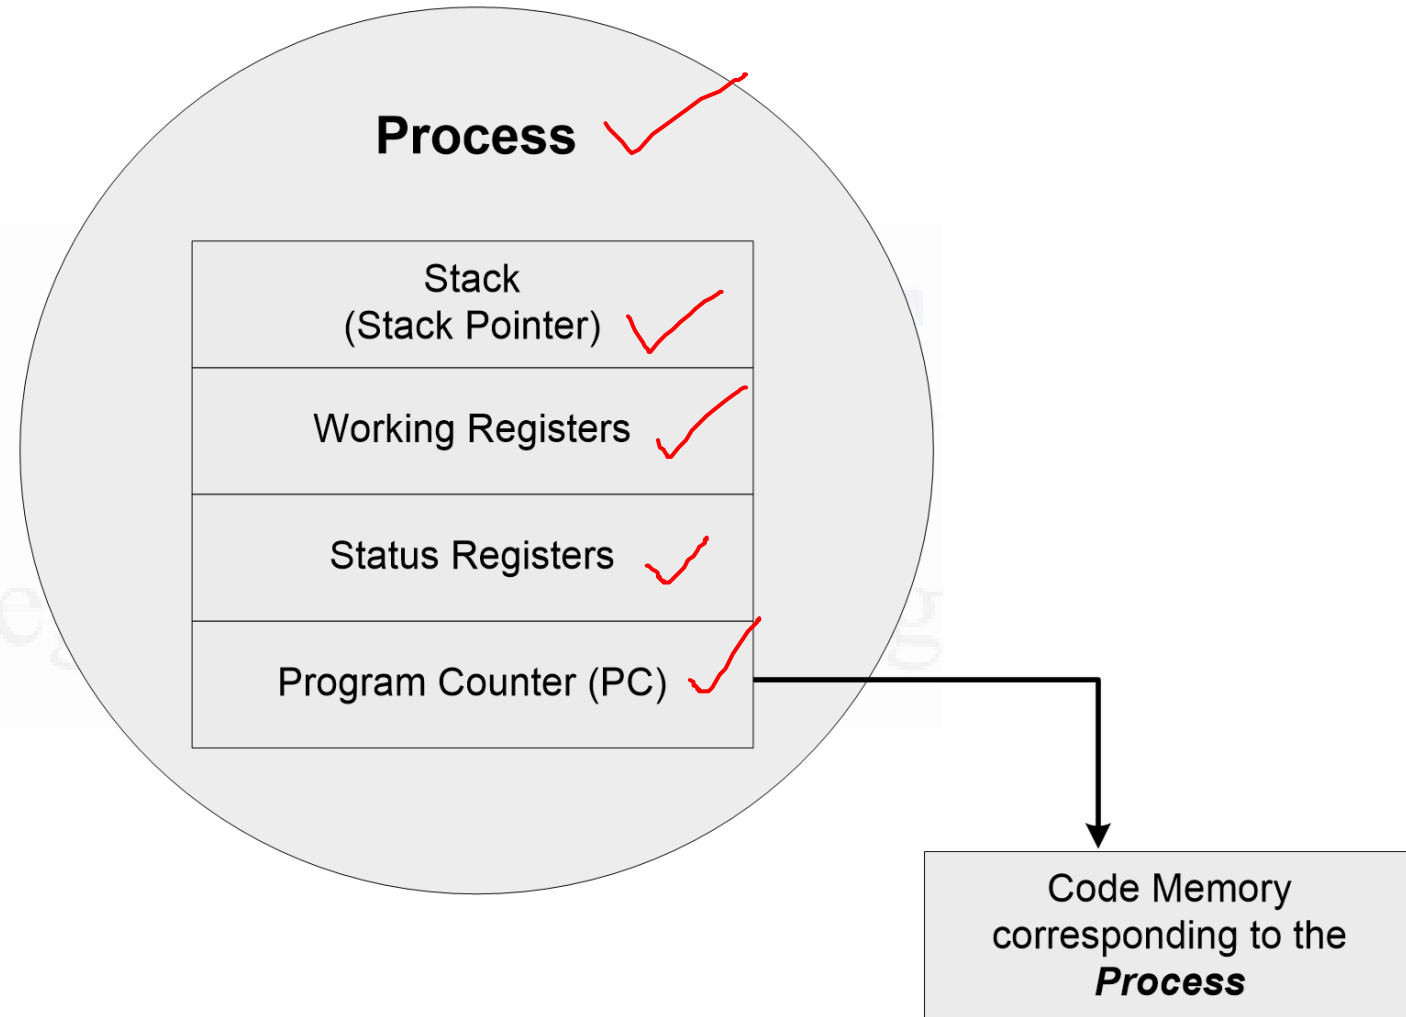 Process
Stack
(Stack Pointer)
Working Registers
Status Registers
Program Counter (PC)
Code Memory
corresponding to the
Process